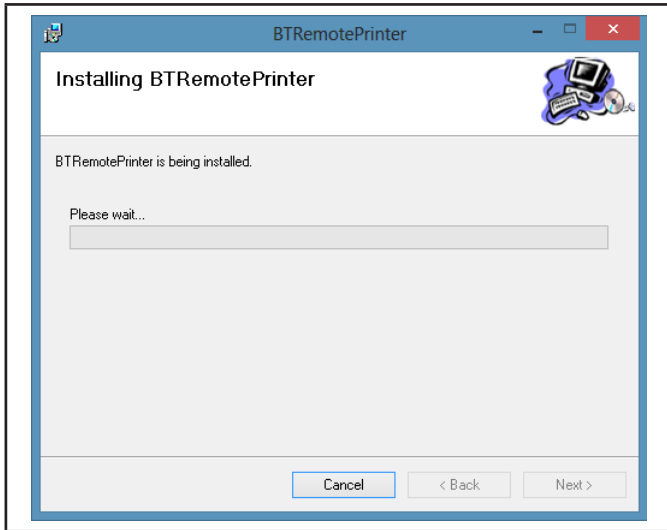 BTRemotePrinter
Installing BTRemotePrinter
BTRemotePrinter is being installed.
Please wait...
Cancel
< Back
Next >